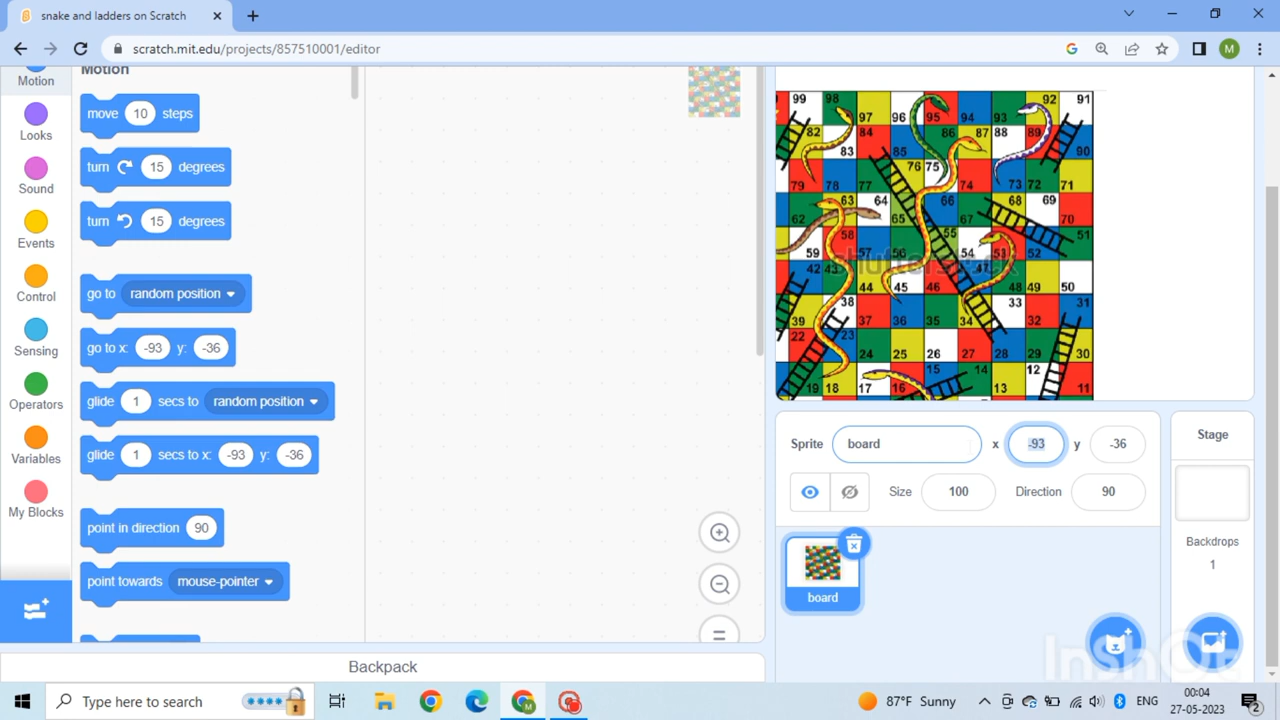 snake and ladders on Scratch
scratch.mit.edu/projects/857510001/editor
M
Motion
Looks
Sound
Events
Control
Sensing
Operators
Variables
My Blocks
Motion
move 10 steps
turn 15 degrees
turn 15 degrees
go to random position
go to x: -93 y: -36
glide 1 secs to random position
glide 1 secs to x: -93 y: -36
point in direction 90
point towards mouse-pointer
99 98 97 96 95 94 93 92 91
82 83 84 85 86 87 88 89 90
79 78 77 76 75 74 73 72 71
62 63 64 65 66 67 68 69 70
59 58 57 56 55 54 53 52 51
42 43 44 45 46 47 48 49 50
39 38 37 36 35 34 33 32 31
22 23 24 25 26 27 28 29 30
19 18 17 16 15 14 13 12 11
shutterstock
Sprite board x -93 y -36
Size 100 Direction 90
board
Stage
Backdrops
1
Backpack
InShOt
Type here to search
87°F Sunny
ENG
00:04
27-05-2023
2